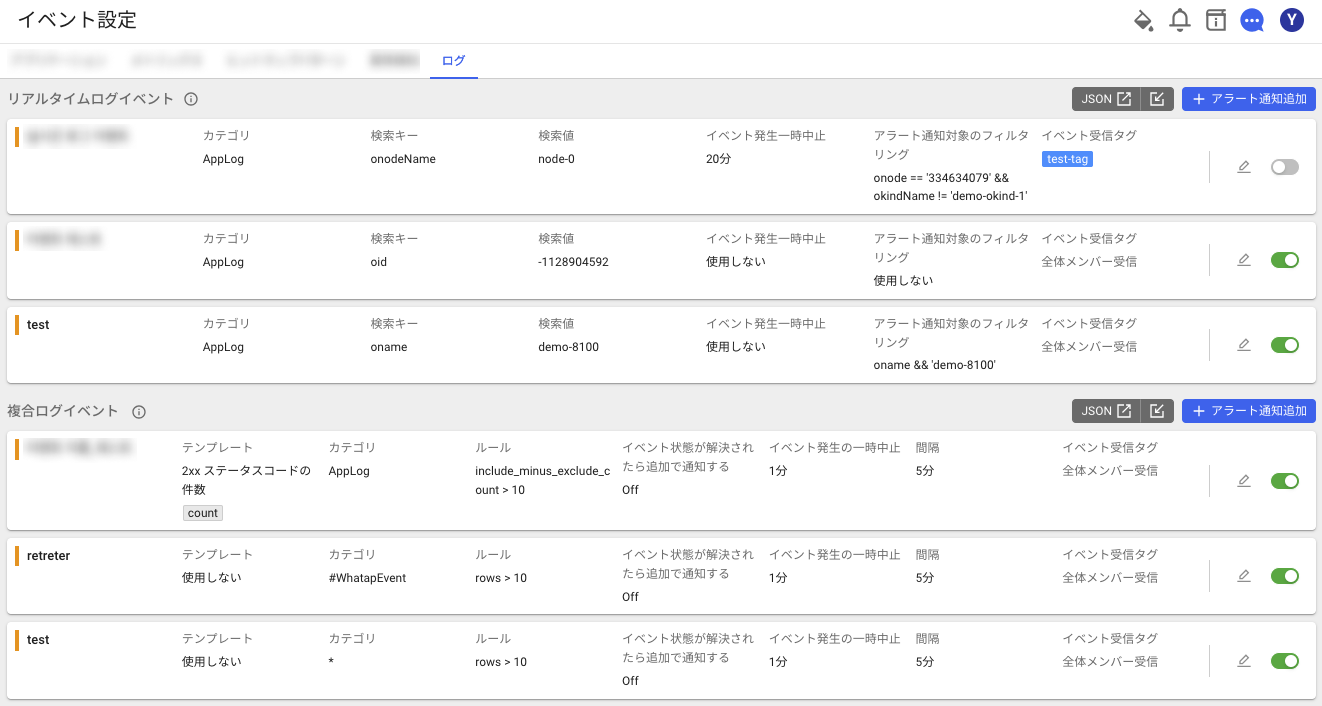 イベント設定
Y
ログ
リアルタイムログイベント
JSON
アラート通知追加
カテゴリ
AppLog
検索キー
onodeName
検索値
node-0
イベント発生一時中止
20分
アラート通知対象のフィルタ
リング
onode == '334634079' &&
okindName != 'demo-okind-1'
イベント受信タグ
test-tag
カテゴリ
AppLog
検索キー
oid
検索値
-1128904592
イベント発生一時中止
使用しない
アラート通知対象のフィルタ
リング
使用しない
イベント受信タグ
全体メンバー受信
test
カテゴリ
AppLog
検索キー
oname
検索値
demo-8100
イベント発生一時中止
使用しない
アラート通知対象のフィルタ
リング
oname && 'demo-8100'
イベント受信タグ
全体メンバー受信
複合ログイベント
JSON
アラート通知追加
テンプレート
2xx ステータスコードの
件数
count
カテゴリ
AppLog
ルール
include_minus_exclude_c
ount > 10
イベント状態が解決され
たら追加で通知する
Off
イベント発生の一時中止
1分
間隔
5分
イベント受信タグ
全体メンバー受信
retreter
テンプレート
使用しない
カテゴリ
#WhatapEvent
ルール
rows > 10
イベント状態が解決され
たら追加で通知する
Off
イベント発生の一時中止
1分
間隔
5分
イベント受信タグ
全体メンバー受信
test
テンプレート
使用しない
カテゴリ
*
ルール
rows > 10
イベント状態が解決され
たら追加で通知する
Off
イベント発生の一時中止
1分
間隔
5分
イベント受信タグ
全体メンバー受信